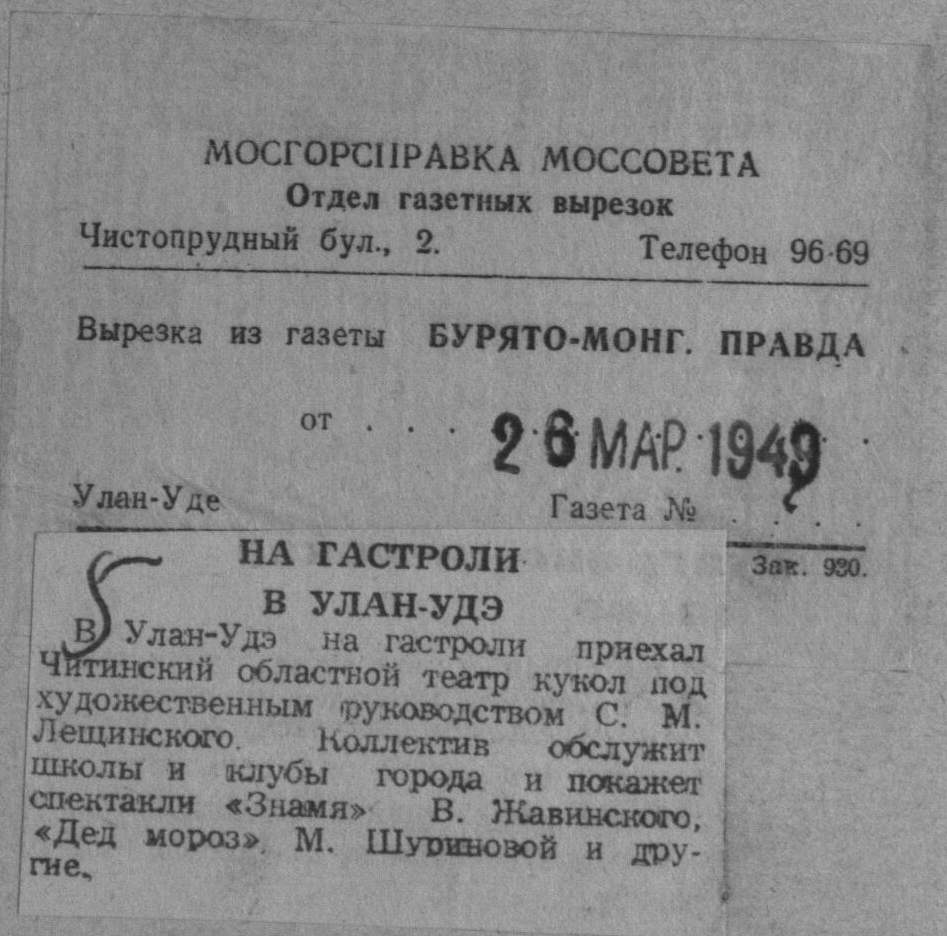 МОСГОРСПРАВКА МОССОВЕТА
Отдел газетных вырезок
Чистопрудный бул., 2. Телефон 96-69
Вырезка из газеты БУРЯТО-МОНГ. ПРАВДА
от . . . 26 МАР. 1949 .
Улан-Уде Газета № . . . .
Зак. 930.
НА ГАСТРОЛИ
В УЛАН-УДЭ
В Улан-Удэ на гастроли приехал
Читинский областной театр кукол под
художественным руководством С. М.
Лещинского. Коллектив обслужит
школы и клубы города и покажет
спектакли «Знамя» В. Жавинского,
«Дед мороз» М. Шуриновой и дру-
гие.